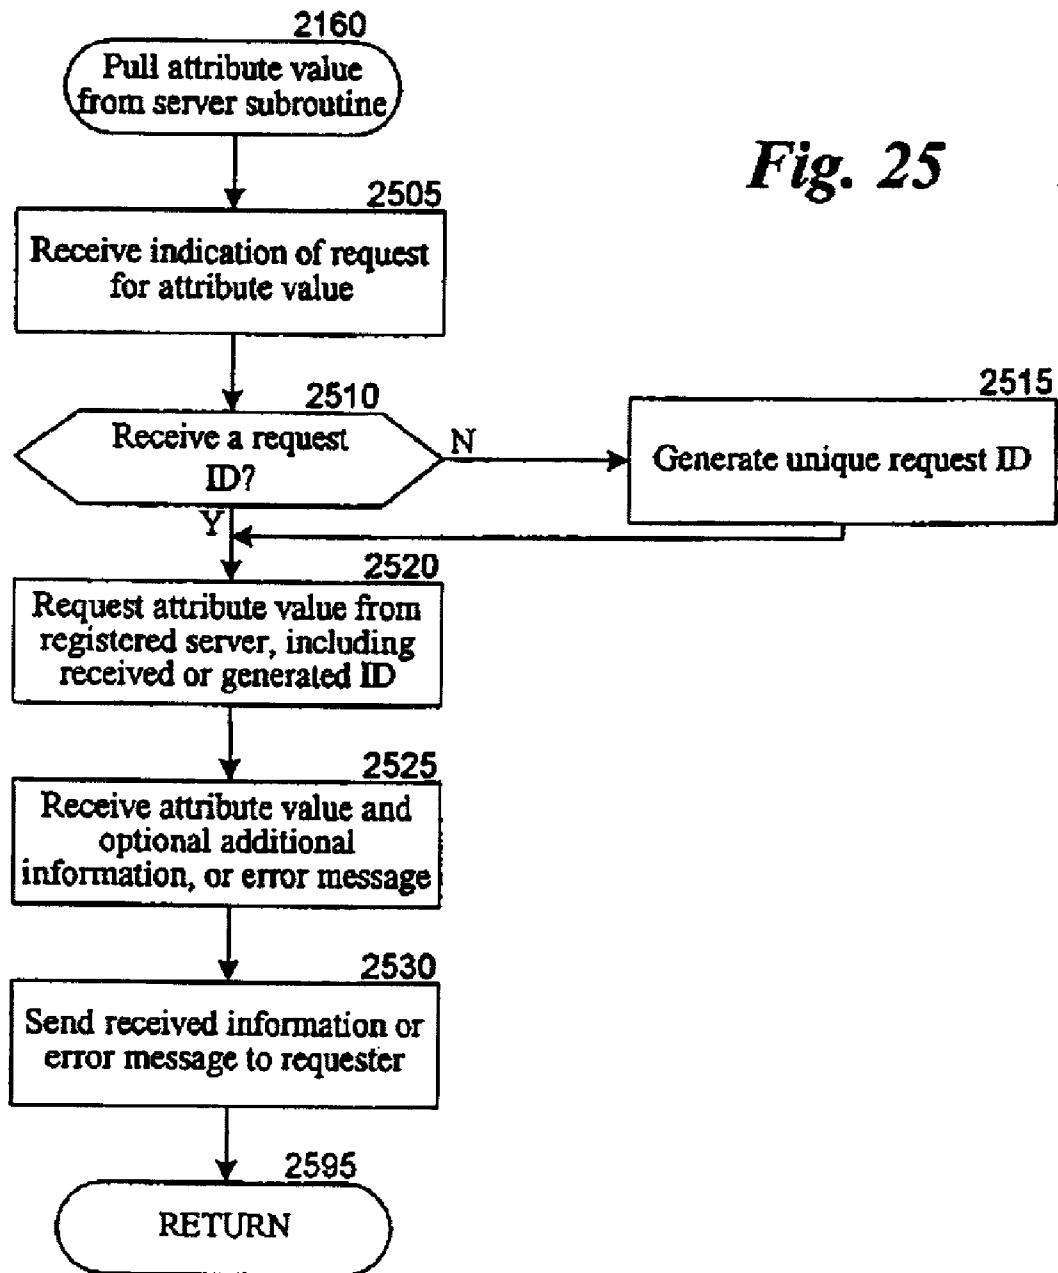 2160
Pull attribute value
from server subroutine
Fig. 25
2505
Receive indication of request
for attribute value
2510
Receive a request
ID?
N
Y
2515
Generate unique request ID
2520
Request attribute value from
registered server, including
received or generated ID
2525
Receive attribute value and
optional additional
information, or error message
2530
Send received information or
error message to requester
2595
RETURN